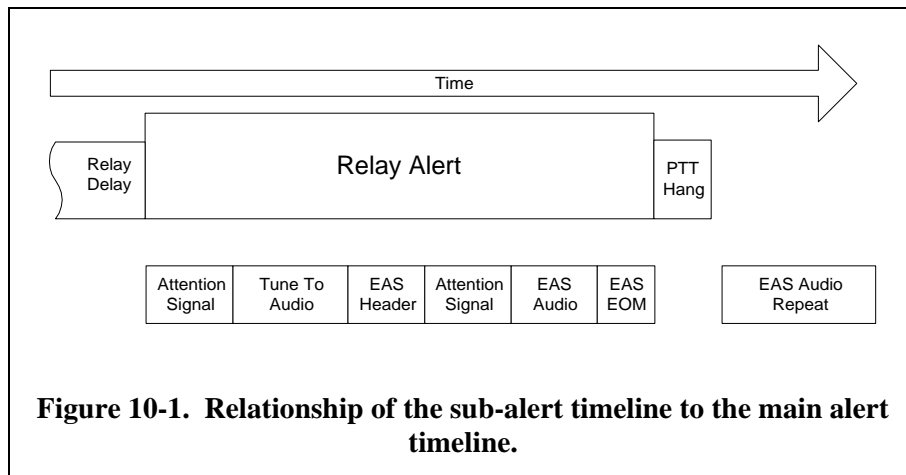 Time
Relay
Delay
Relay Alert
PTT
Hang
Attention
Signal
Tune To
Audio
EAS
Header
Attention
Signal
EAS
Audio
EAS
EOM
EAS Audio
Repeat
Figure 10-1.  Relationship of the sub-alert timeline to the main alert
timeline.